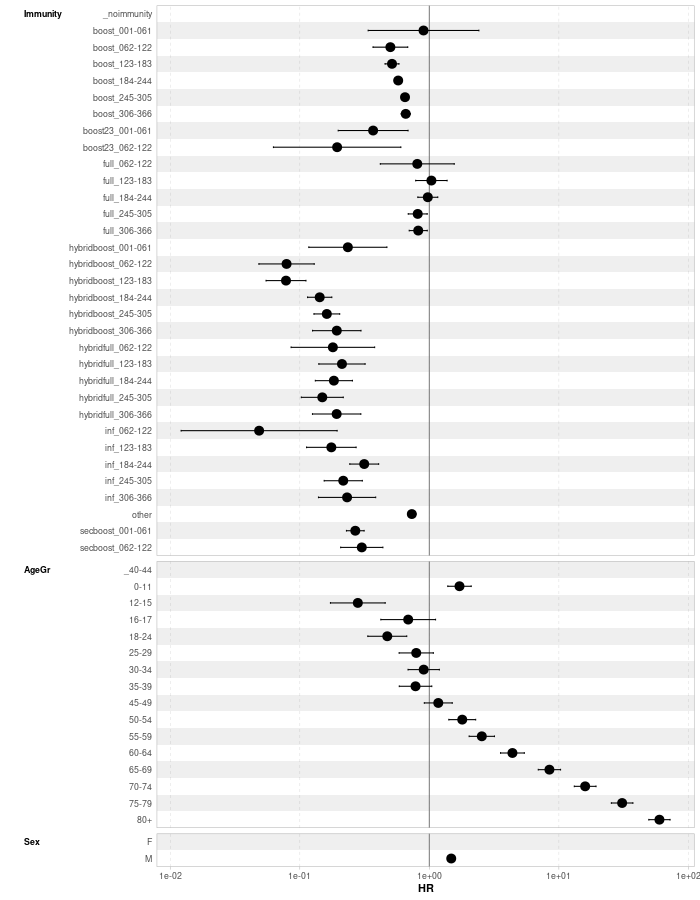 Immunity _noimmunity
boost_001-061
boost_062-122
boost_123-183
boost_184-244
boost_245-305
boost_306-366
boost23_001-061
boost23_062-122
full_062-122
full_123-183
full_184-244
full_245-305
full_306-366
hybridboost_001-061
hybridboost_062-122
hybridboost_123-183
hybridboost_184-244
hybridboost_245-305
hybridboost_306-366
hybridfull_062-122
hybridfull_123-183
hybridfull_184-244
hybridfull_245-305
hybridfull_306-366
inf_062-122
inf_123-183
inf_184-244
inf_245-305
inf_306-366
other
secboost_001-061
secboost_062-122
AgeGr _40-44
0-11
12-15
16-17
18-24
25-29
30-34
35-39
45-49
50-54
55-59
60-64
65-69
70-74
75-79
80+
Sex F
M
1e-02 1e-01 1e+00 1e+01 1e+02
HR